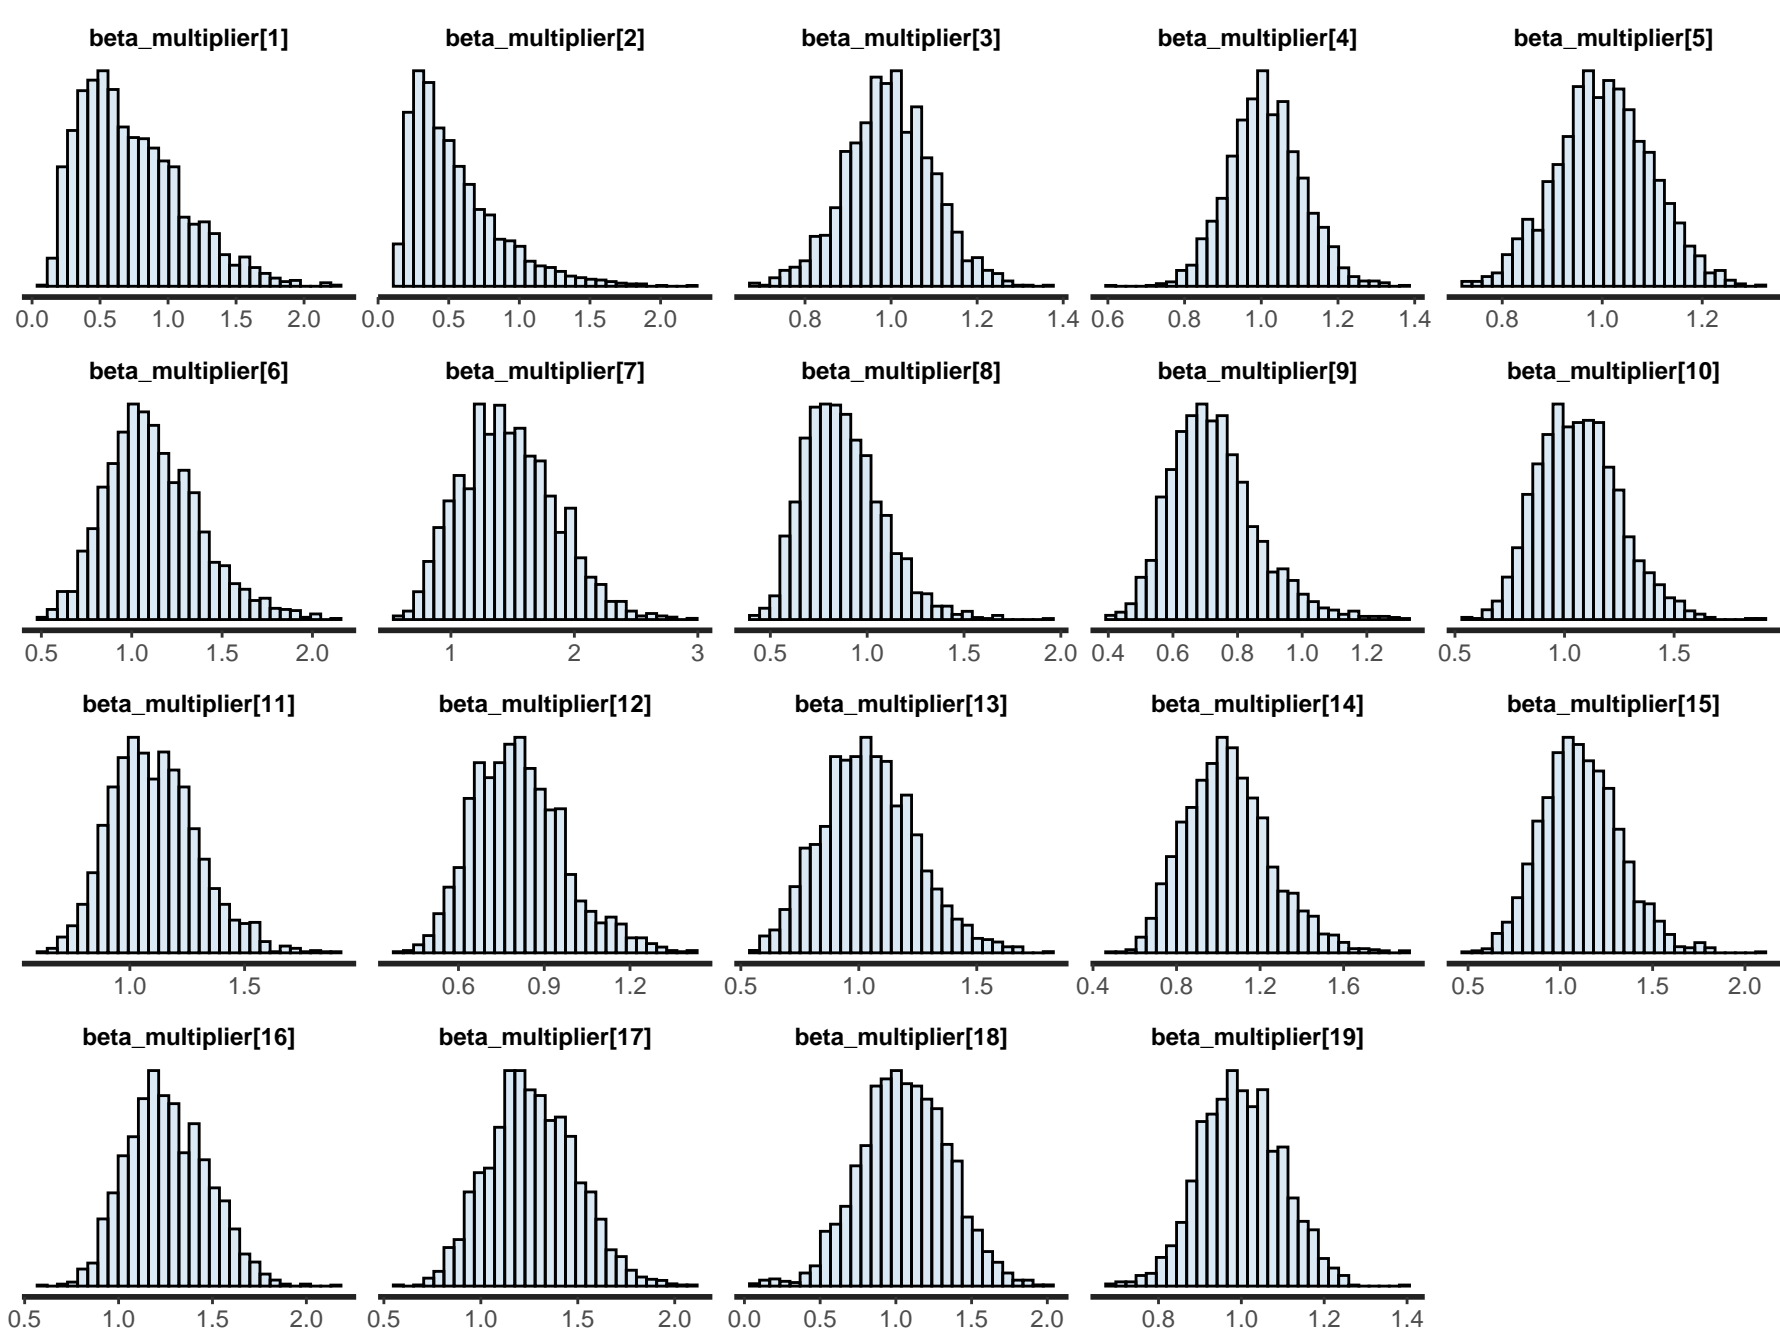 beta_multiplier[1] beta_multiplier[2] beta_multiplier[3] beta_multiplier[4] beta_multiplier[5]
0.0 0.5 1.0 1.5 2.0 0.0 0.5 1.0 1.5 2.0 0.8 1.0 1.2 1.4 0.6 0.8 1.0 1.2 1.4 0.8 1.0 1.2
beta_multiplier[6] beta_multiplier[7] beta_multiplier[8] beta_multiplier[9] beta_multiplier[10]
0.5 1.0 1.5 2.0 1 2 3 0.5 1.0 1.5 2.0 0.4 0.6 0.8 1.0 1.2 0.5 1.0 1.5
beta_multiplier[11] beta_multiplier[12] beta_multiplier[13] beta_multiplier[14] beta_multiplier[15]
1.0 1.5 0.6 0.9 1.2 0.5 1.0 1.5 0.4 0.8 1.2 1.6 0.5 1.0 1.5 2.0
beta_multiplier[16] beta_multiplier[17] beta_multiplier[18] beta_multiplier[19]
0.5 1.0 1.5 2.0 0.5 1.0 1.5 2.0 0.0 0.5 1.0 1.5 2.0 0.8 1.0 1.2 1.4